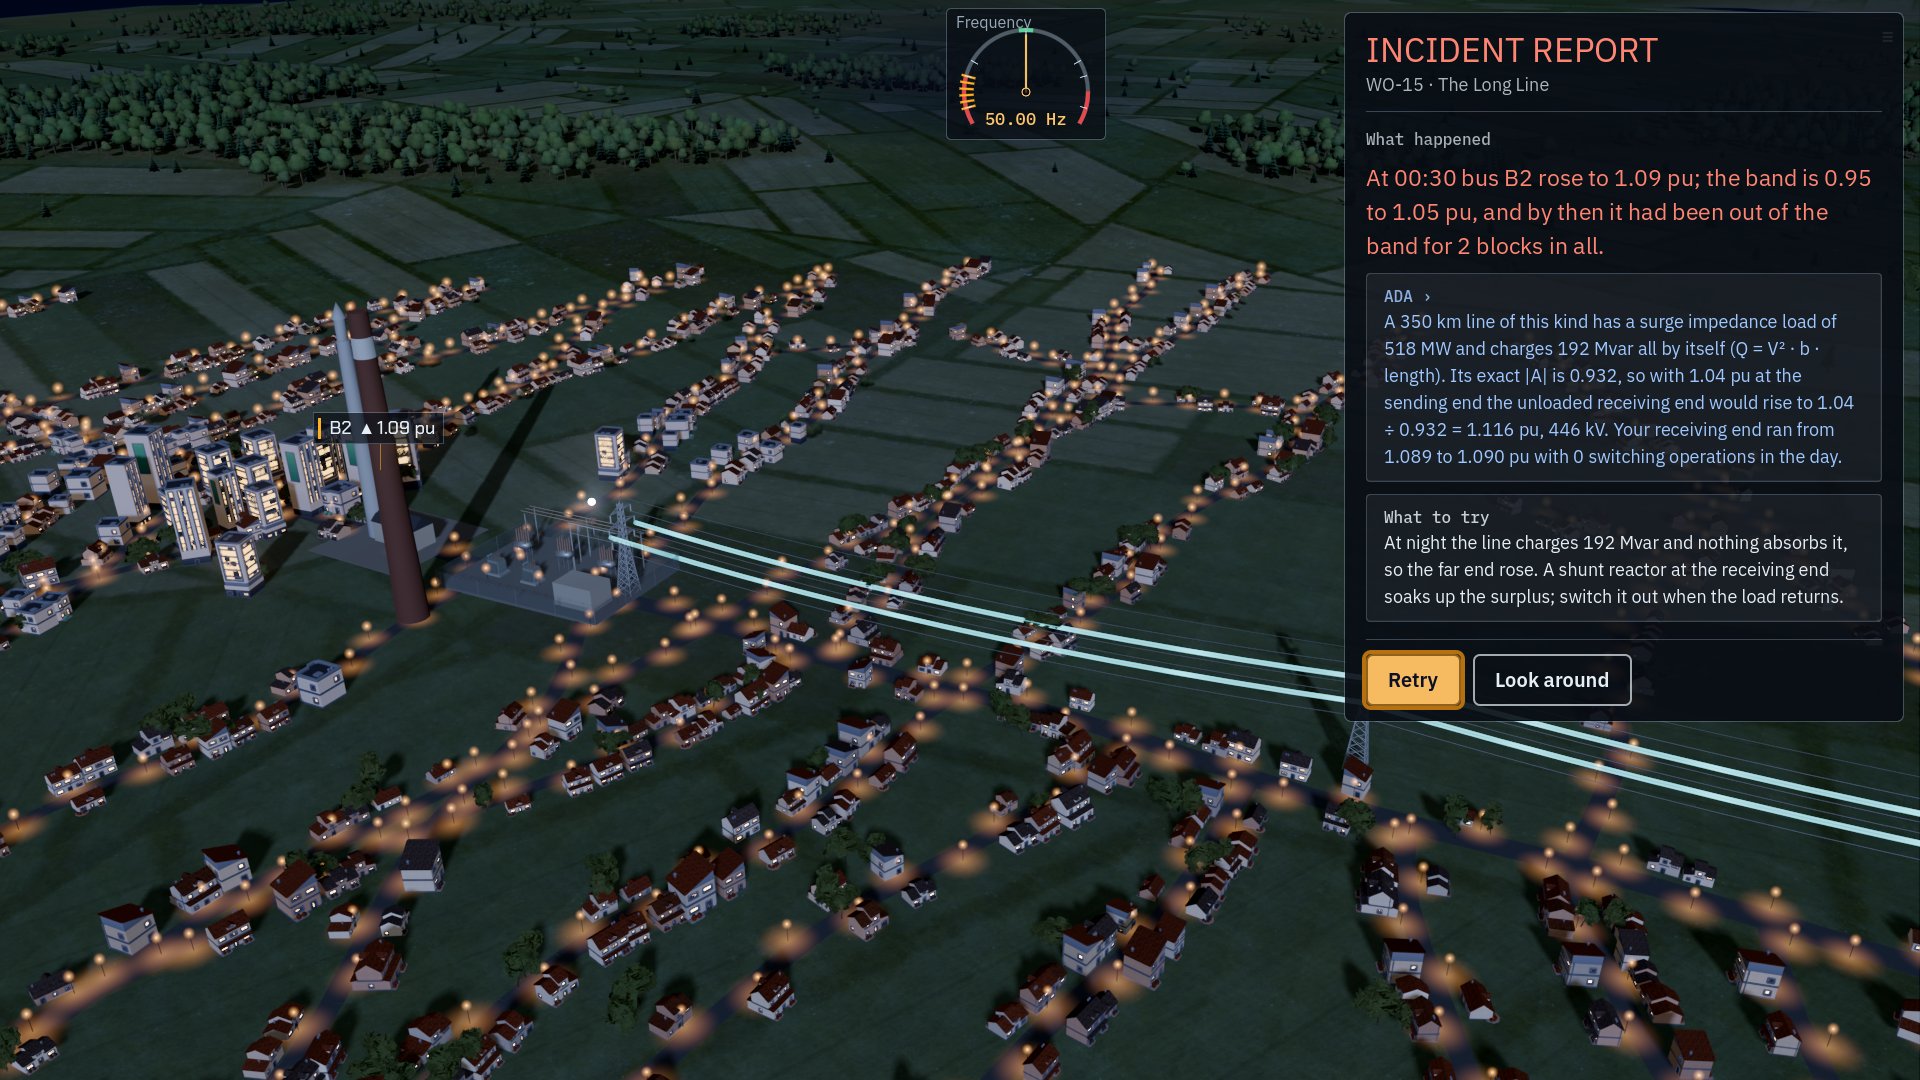 Frequency
50.00 Hz
INCIDENT REPORT
WO-15 · The Long Line
What happened
At 00:30 bus B2 rose to 1.09 pu; the band is 0.95
to 1.05 pu, and by then it had been out of the
band for 2 blocks in all.
ADA ›
A 350 km line of this kind has a surge impedance load of
518 MW and charges 192 Mvar all by itself (Q = V² · b ·
length). Its exact |A| is 0.932, so with 1.04 pu at the
sending end the unloaded receiving end would rise to 1.04
÷ 0.932 = 1.116 pu, 446 kV. Your receiving end ran from
1.089 to 1.090 pu with 0 switching operations in the day.
What to try
At night the line charges 192 Mvar and nothing absorbs it,
so the far end rose. A shunt reactor at the receiving end
soaks up the surplus; switch it out when the load returns.
Retry
Look around
B2 ▲1.09 pu